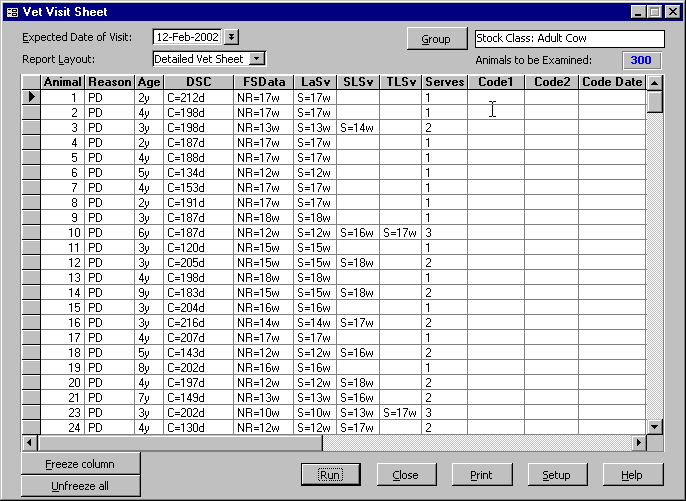 Vet Visit Sheet
Expected Date of Visit: 12-Feb-2002 Group Stock Class: Adult Cow
Report Layout: Detailed Vet Sheet Animals to be Examined: 300
Animal Reason Age DSC FSData LaSv SLSv TLSv Serves Code1 Code2 Code Date
1 PD 2y C=212d NR=17w S=17w 1
2 PD 4y C=198d NR=17w S=17w 1
3 PD 3y C=198d NR=13w S=13w S=14w 2
4 PD 2y C=187d NR=17w S=17w 1
5 PD 4y C=188d NR=17w S=17w 1
6 PD 5y C=134d NR=12w S=12w 1
7 PD 4y C=153d NR=17w S=17w 1
8 PD 2y C=191d NR=17w S=17w 1
9 PD 3y C=187d NR=18w S=18w 1
10 PD 6y C=187d NR=12w S=12w S=16w S=17w 3
11 PD 3y C=120d NR=15w S=15w 1
12 PD 3y C=205d NR=15w S=15w S=18w 2
13 PD 4y C=198d NR=18w S=18w 1
14 PD 9y C=183d NR=15w S=15w S=18w 2
15 PD 3y C=204d NR=16w S=16w 1
16 PD 3y C=216d NR=14w S=14w S=17w 2
17 PD 4y C=207d NR=17w S=17w 1
18 PD 5y C=143d NR=12w S=12w S=16w 2
19 PD 8y C=202d NR=16w S=16w 1
20 PD 4y C=197d NR=12w S=12w S=18w 2
21 PD 7y C=149d NR=13w S=13w S=16w 2
23 PD 3y C=202d NR=10w S=10w S=13w S=17w 3
24 PD 4y C=130d NR=12w S=12w S=17w 2
Freeze column
Unfreeze all Run Close Print Setup Help